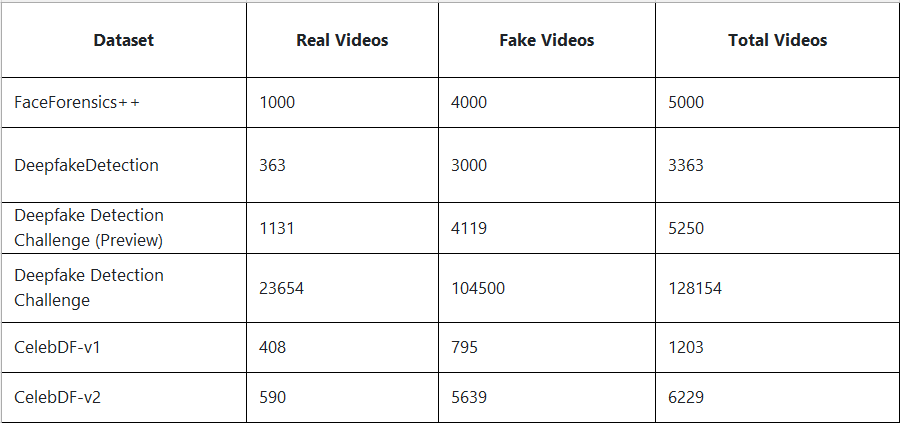 Dataset Real Videos Fake Videos Total Videos
FaceForensics++ 1000 4000 5000
DeepfakeDetection 363 3000 3363
Deepfake Detection
Challenge (Preview) 1131 4119 5250
Deepfake Detection
Challenge 23654 104500 128154
CelebDF-v1 408 795 1203
CelebDF-v2 590 5639 6229